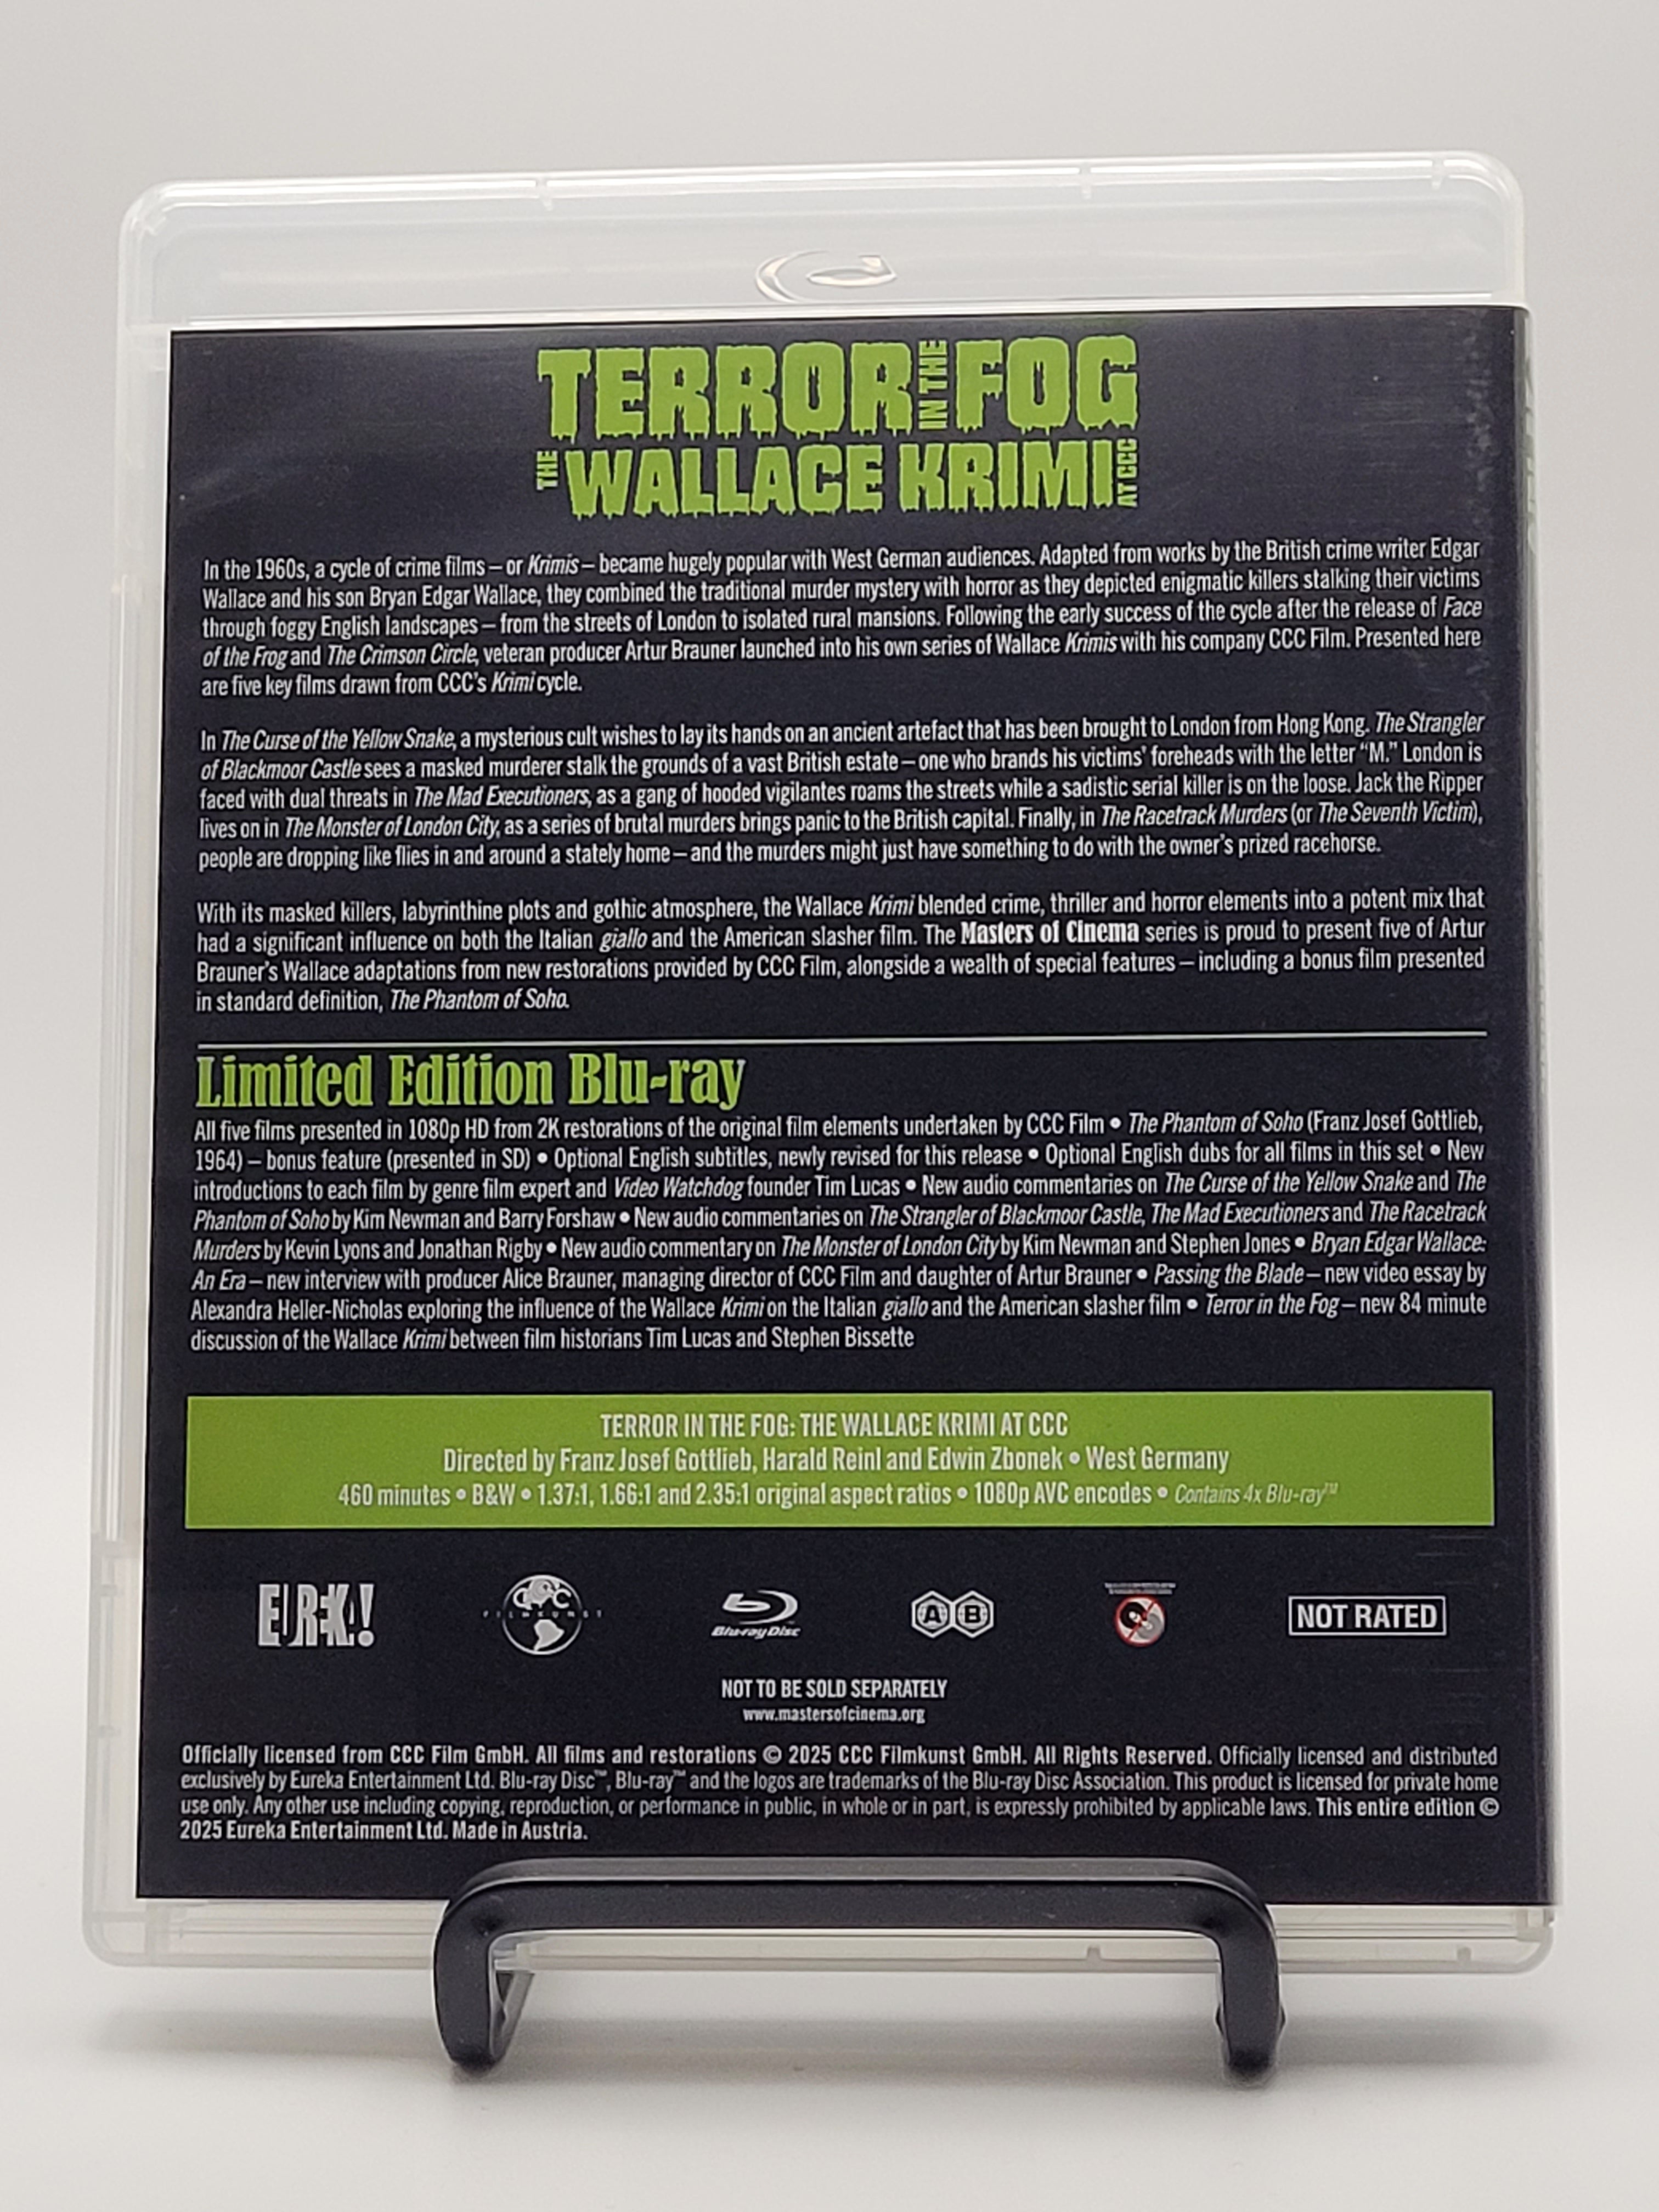 TERROR IN THE FOG
THE WALLACE KRIMI AT CCC
In the 1960s, a cycle of crime films – or Krimis – became hugely popular with West German audiences. Adapted from works by the British crime writer Edgar
Wallace and his son Bryan Edgar Wallace, they combined the traditional murder mystery with horror as they depicted enigmatic killers stalking their victims
through foggy English landscapes – from the streets of London to isolated rural mansions. Following the early success of the cycle after the release of Face
of the Frog and The Crimson Circle, veteran producer Artur Brauner launched into his own series of Wallace Krimis with his company CCC Film. Presented here
are five key films drawn from CCC's Krimi cycle.
In The Curse of the Yellow Snake, a mysterious cult wishes to lay its hands on an ancient artefact that has been brought to London from Hong Kong. The Strangler
of Blackmoor Castle sees a masked murderer stalk the grounds of a vast British estate – one who brands his victims' foreheads with the letter “M.” London is
faced with dual threats in The Mad Executioners, as a gang of hooded vigilantes roams the streets while a sadistic serial killer is on the loose. Jack the Ripper
lives on in The Monster of London City, as a series of brutal murders brings panic to the British capital. Finally, in The Racetrack Murders (or The Seventh Victim),
people are dropping like flies in and around a stately home – and the murders might just have something to do with the owner's prized racehorse.
With its masked killers, labyrinthine plots and gothic atmosphere, the Wallace Krimi blended crime, thriller and horror elements into a potent mix that
had a significant influence on both the Italian giallo and the American slasher film. The Masters of Cinema series is proud to present five of Artur
Brauner's Wallace adaptations from new restorations provided by CCC Film, alongside a wealth of special features – including a bonus film presented
in standard definition, The Phantom of Soho.
Limited Edition Blu-ray
All five films presented in 1080p HD from 2K restorations of the original film elements undertaken by CCC Film • The Phantom of Soho (Franz Josef Gottlieb,
1964) – bonus feature (presented in SD) • Optional English subtitles, newly revised for this release • Optional English dubs for all films in this set • New
introductions to each film by genre film expert and Video Watchdog founder Tim Lucas • New audio commentaries on The Curse of the Yellow Snake and The
Phantom of Soho by Kim Newman and Barry Forshaw • New audio commentaries on The Strangler of Blackmoor Castle, The Mad Executioners and The Racetrack
Murders by Kevin Lyons and Jonathan Rigby • New audio commentary on The Monster of London City by Kim Newman and Stephen Jones • Bryan Edgar Wallace:
An Era – new interview with producer Alice Brauner, managing director of CCC Film and daughter of Artur Brauner • Passing the Blade – new video essay by
Alexandra Heller-Nicholas exploring the influence of the Wallace Krimi on the Italian giallo and the American slasher film • Terror in the Fog – new 84 minute
discussion of the Wallace Krimi between film historians Tim Lucas and Stephen Bissette
TERROR IN THE FOG: THE WALLACE KRIMI AT CCC
Directed by Franz Josef Gottlieb, Harald Reinl and Edwin Zbonek • West Germany
460 minutes • B&W • 1.37:1, 1.66:1 and 2.35:1 original aspect ratios • 1080p AVC encodes • Contains 4x Blu-ray™
EUREKA! CCC FILMKUNST Blu-ray Disc A B NOT RATED
NOT TO BE SOLD SEPARATELY
www.mastersofcinema.org
Officially licensed from CCC Film GmbH. All films and restorations © 2025 CCC Filmkunst GmbH. All Rights Reserved. Officially licensed and distributed
exclusively by Eureka Entertainment Ltd. Blu-ray Disc™, Blu-ray™ and the logos are trademarks of the Blu-ray Disc Association. This product is licensed for private home
use only. Any other use including copying, reproduction, or performance in public, in whole or in part, is expressly prohibited by applicable laws. This entire edition ©
2025 Eureka Entertainment Ltd. Made in Austria.